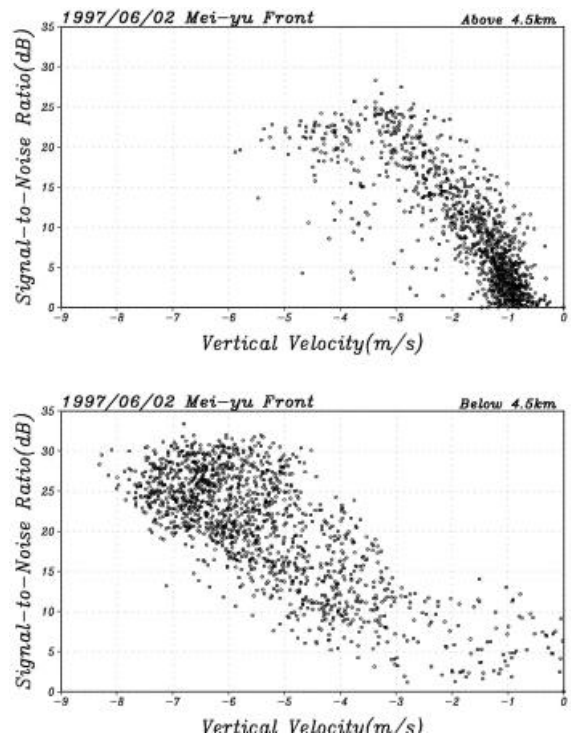 1997/06/02 Mei-yu Front Above 4.5km
Signal-to-Noise Ratio(dB)
35
30
25
20
15
10
5
0
-9 -8 -7 -6 -5 -4 -3 -2 -1 0
Vertical Velocity(m/s)
1997/06/02 Mei-yu Front Below 4.5km
Signal-to-Noise Ratio(dB)
35
30
25
20
15
10
5
0
-9 -8 -7 -6 -5 -4 -3 -2 -1 0
Vertical Velocity(m/s)